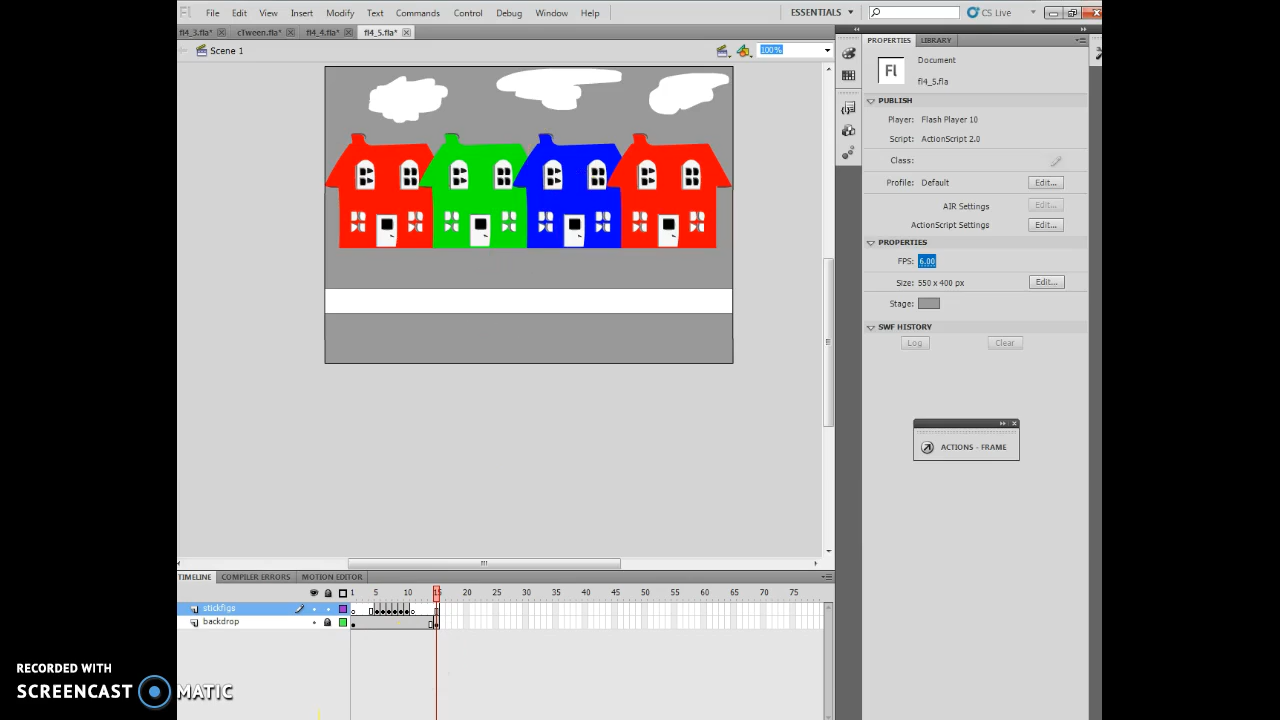 Fl File Edit View Insert Modify Text Commands Control Debug Window Help ESSENTIALS CS Live
fl4_3.fla* cTween.fla* fl4_4.fla* fl4_5.fla*
Scene 1 100%
PROPERTIES LIBRARY
Fl Document
fl4_5.fla
PUBLISH
Player: Flash Player 10
Script: ActionScript 2.0
Class:
Profile: Default Edit...
AIR Settings Edit...
ActionScript Settings Edit...
PROPERTIES
FPS: 6.00
Size: 550 x 400 px Edit...
Stage:
SWF HISTORY
Log Clear
ACTIONS - FRAME
TIMELINE COMPILER ERRORS MOTION EDITOR
1 5 10 15 20 25 30 35 40 45 50 55 60 65 70 75
stickfigs
backdrop
RECORDED WITH
SCREENCAST MATIC